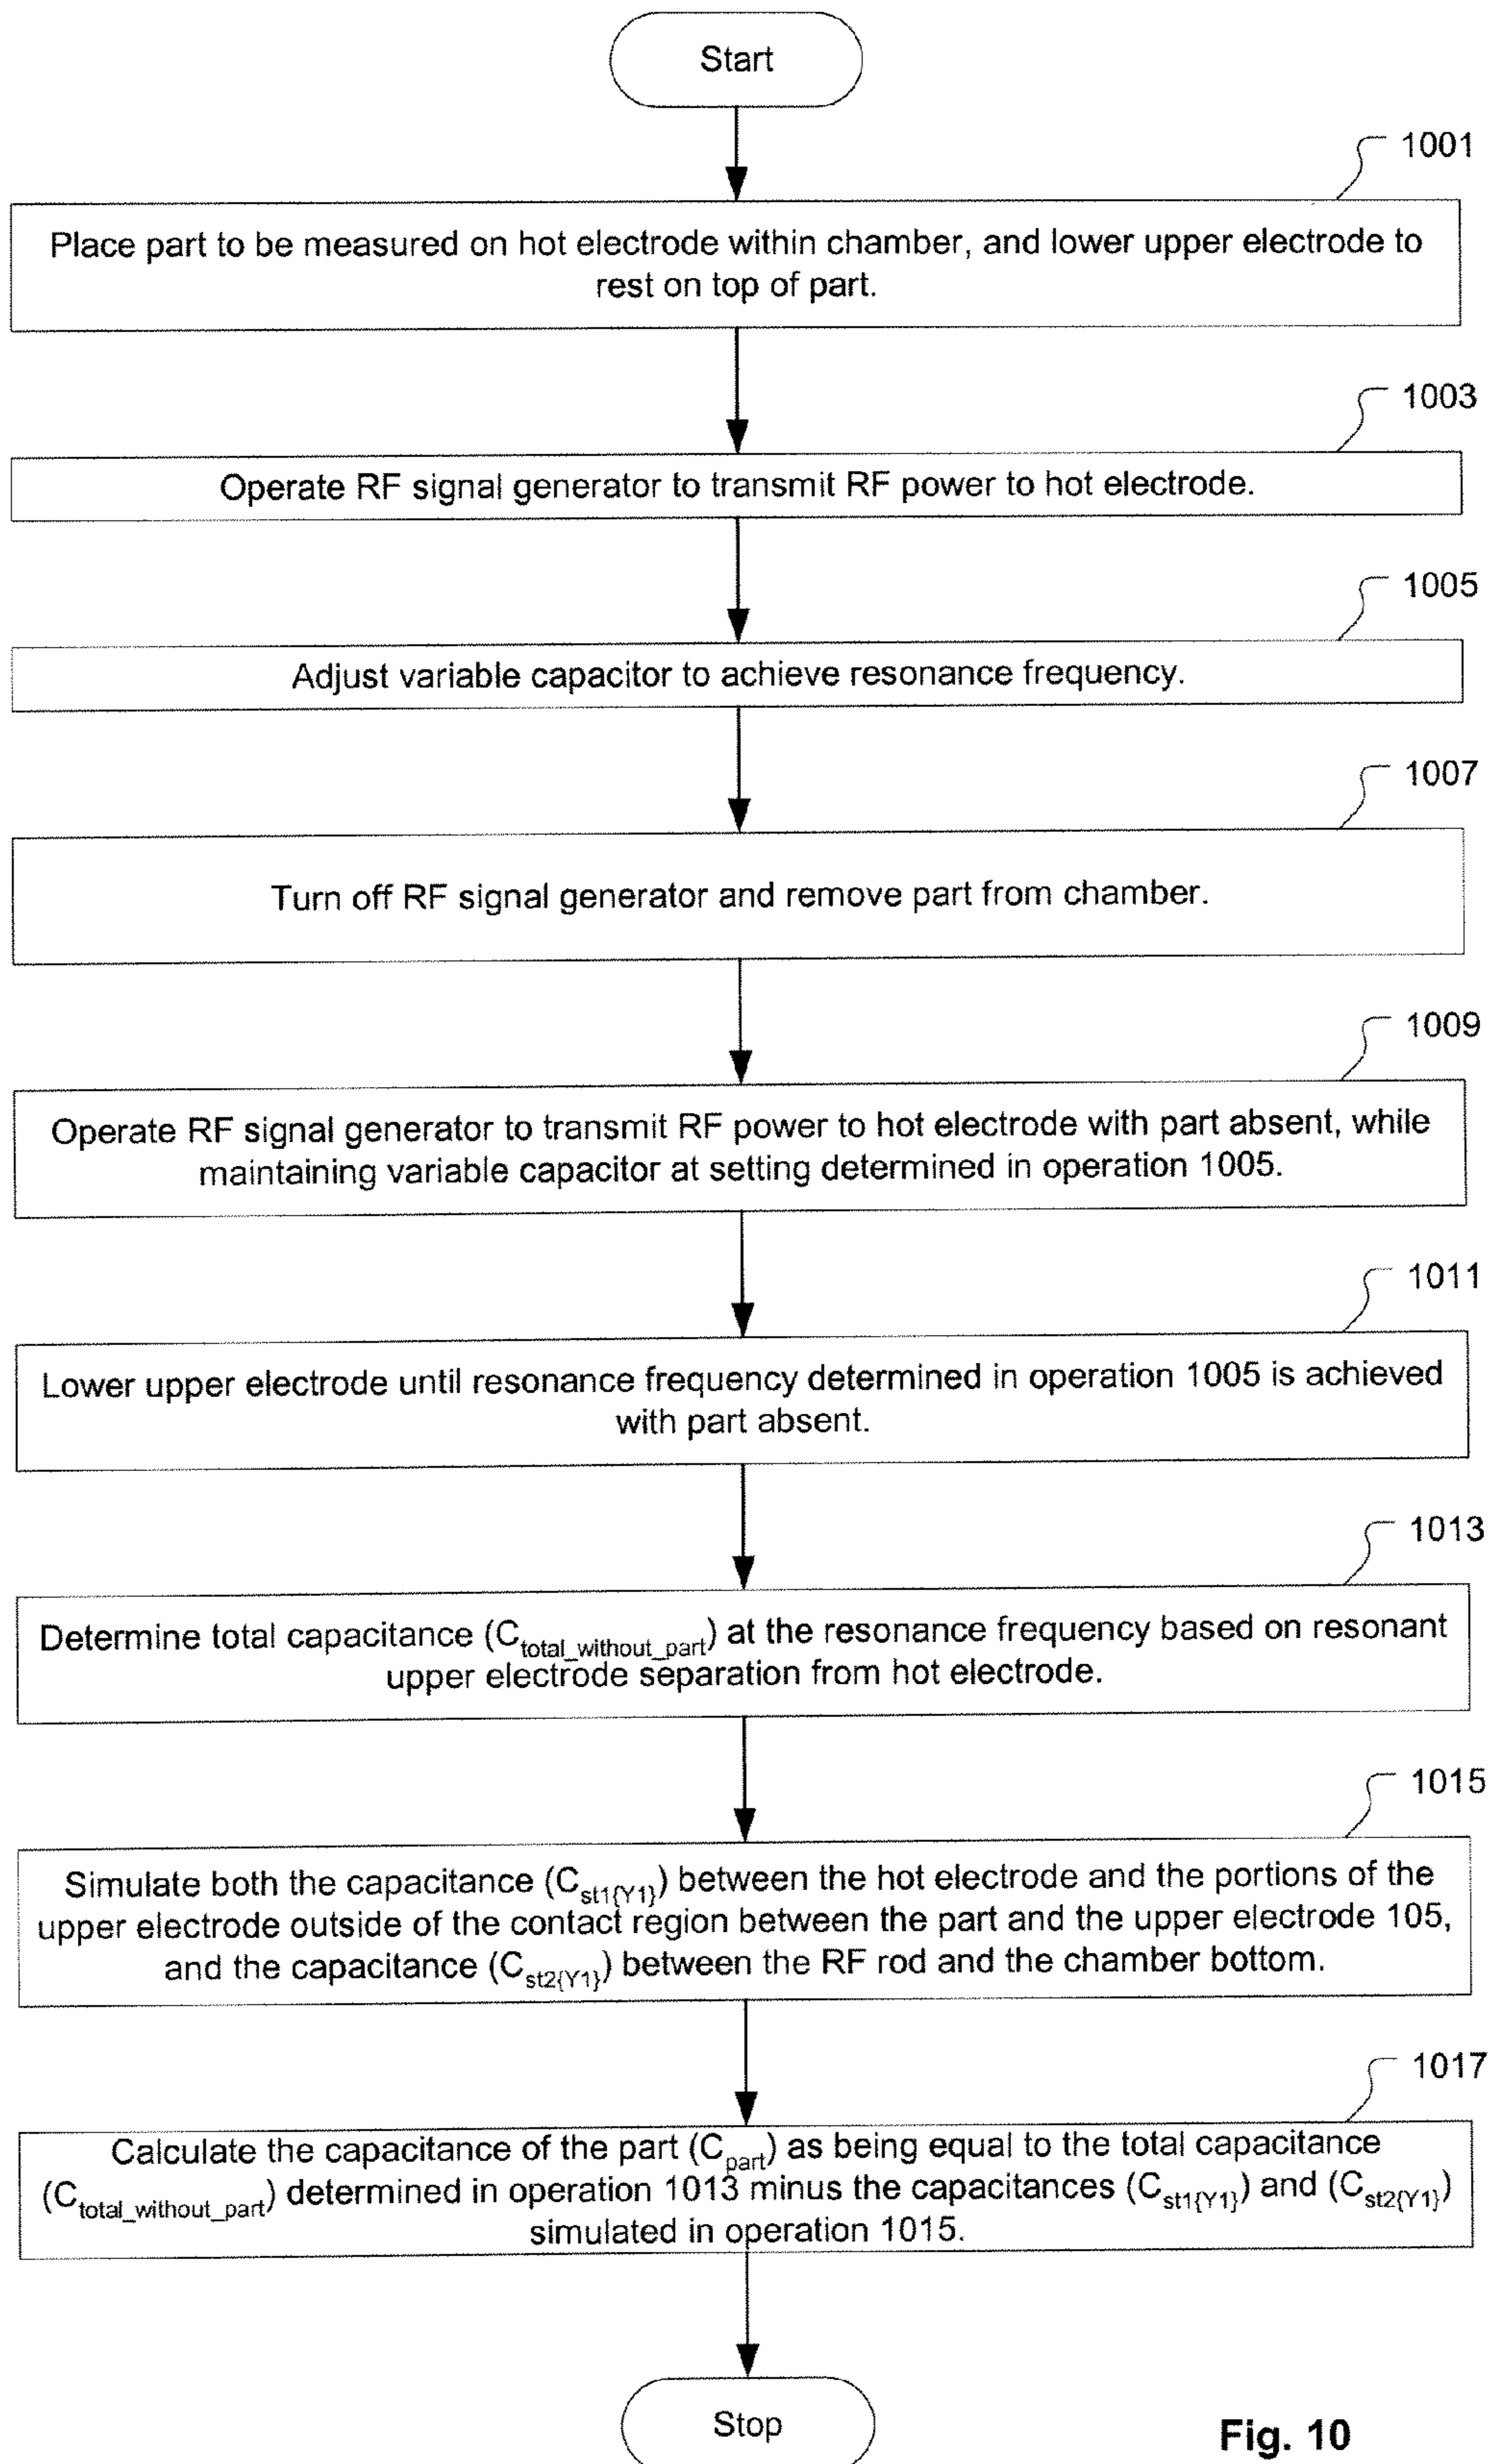 Start
1001
Place part to be measured on hot electrode within chamber, and lower upper electrode to
rest on top of part.
1003
Operate RF signal generator to transmit RF power to hot electrode.
1005
Adjust variable capacitor to achieve resonance frequency.
1007
Turn off RF signal generator and remove part from chamber.
1009
Operate RF signal generator to transmit RF power to hot electrode with part absent, while
maintaining variable capacitor at setting determined in operation 1005.
1011
Lower upper electrode until resonance frequency determined in operation 1005 is achieved
with part absent.
1013
Determine total capacitance (C_total_without_part) at the resonance frequency based on resonant
upper electrode separation from hot electrode.
1015
Simulate both the capacitance (C_st1{Y1}) between the hot electrode and the portions of the
upper electrode outside of the contact region between the part and the upper electrode 105,
and the capacitance (C_st2{Y1}) between the RF rod and the chamber bottom.
1017
Calculate the capacitance of the part (C_part) as being equal to the total capacitance
(C_total_without_part) determined in operation 1013 minus the capacitances (C_st1{Y1}) and (C_st2{Y1})
simulated in operation 1015.
Stop
Fig. 10